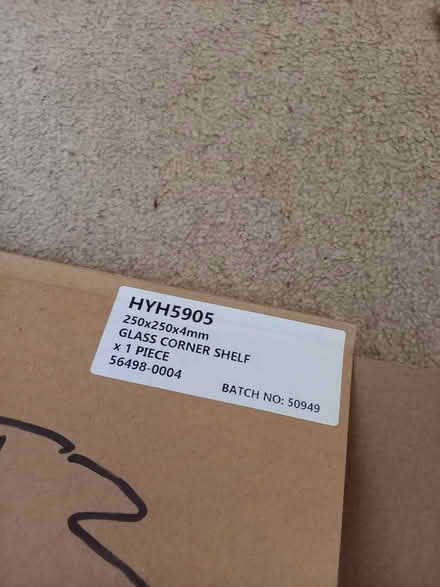 HYH5905
250x250x4mm
GLASS CORNER SHELF
x 1 PIECE
56498-0004
BATCH NO: 50949